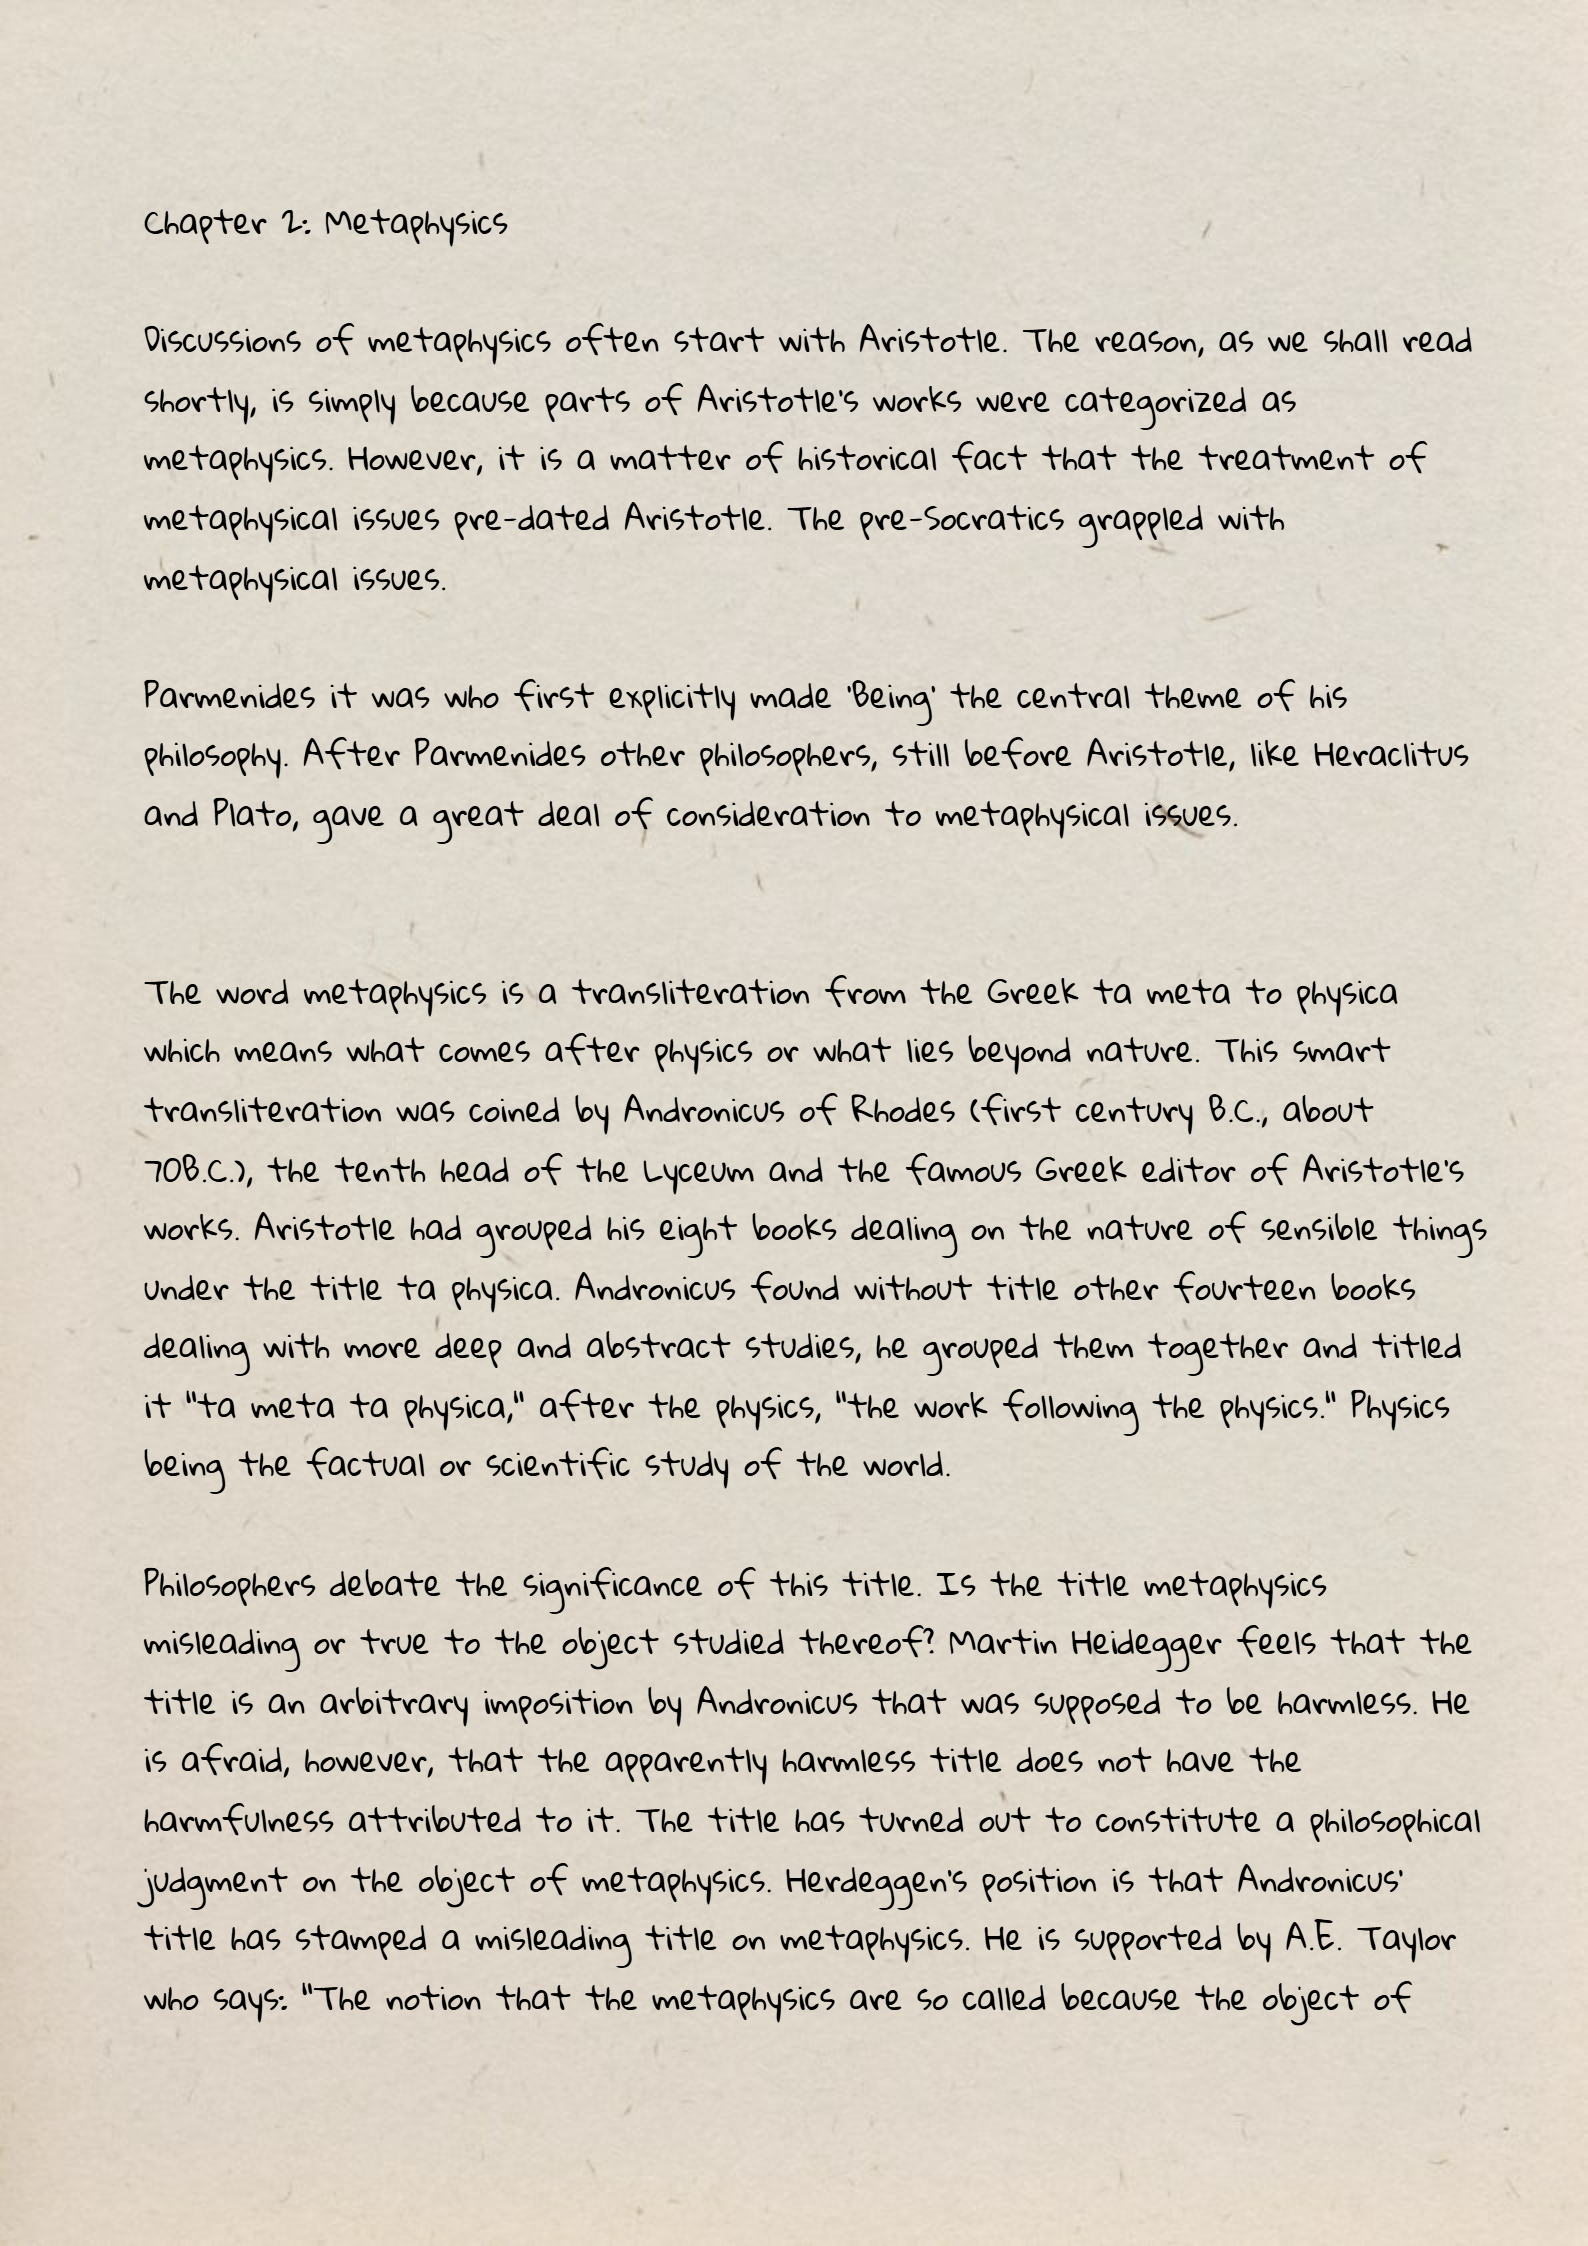 Chapter 2: Metaphysics
Discussions of metaphysics often start with Aristotle. The reason, as we shall read
shortly, is simply because parts of Aristotle's works were categorized as
metaphysics. However, it is a matter of historical fact that the treatment of
metaphysical issues pre-dated Aristotle. The pre-Socratics grappled with
metaphysical issues.
Parmenides it was who first explicitly made 'Being' the central theme of his
philosophy. After Parmenides other philosophers, still before Aristotle, like Heraclitus
and Plato, gave a great deal of consideration to metaphysical issues.
The word metaphysics is a transliteration from the Greek ta meta to physica
which means what comes after physics or what lies beyond nature. This smart
transliteration was coined by Andronicus of Rhodes (first century B.C., about
70B.C.), the tenth head of the Lyceum and the famous Greek editor of Aristotle's
works. Aristotle had grouped his eight books dealing on the nature of sensible things
under the title ta physica. Andronicus found without title other fourteen books
dealing with more deep and abstract studies, he grouped them together and titled
it "ta meta ta physica," after the physics, "the work following the physics." Physics
being the factual or scientific study of the world.
Philosophers debate the significance of this title. Is the title metaphysics
misleading or true to the object studied thereof? Martin Heidegger feels that the
title is an arbitrary imposition by Andronicus that was supposed to be harmless. He
is afraid, however, that the apparently harmless title does not have the
harmfulness attributed to it. The title has turned out to constitute a philosophical
judgment on the object of metaphysics. Herdeggen's position is that Andronicus'
title has stamped a misleading title on metaphysics. He is supported by A.E. Taylor
who says: "The notion that the metaphysics are so called because the object of